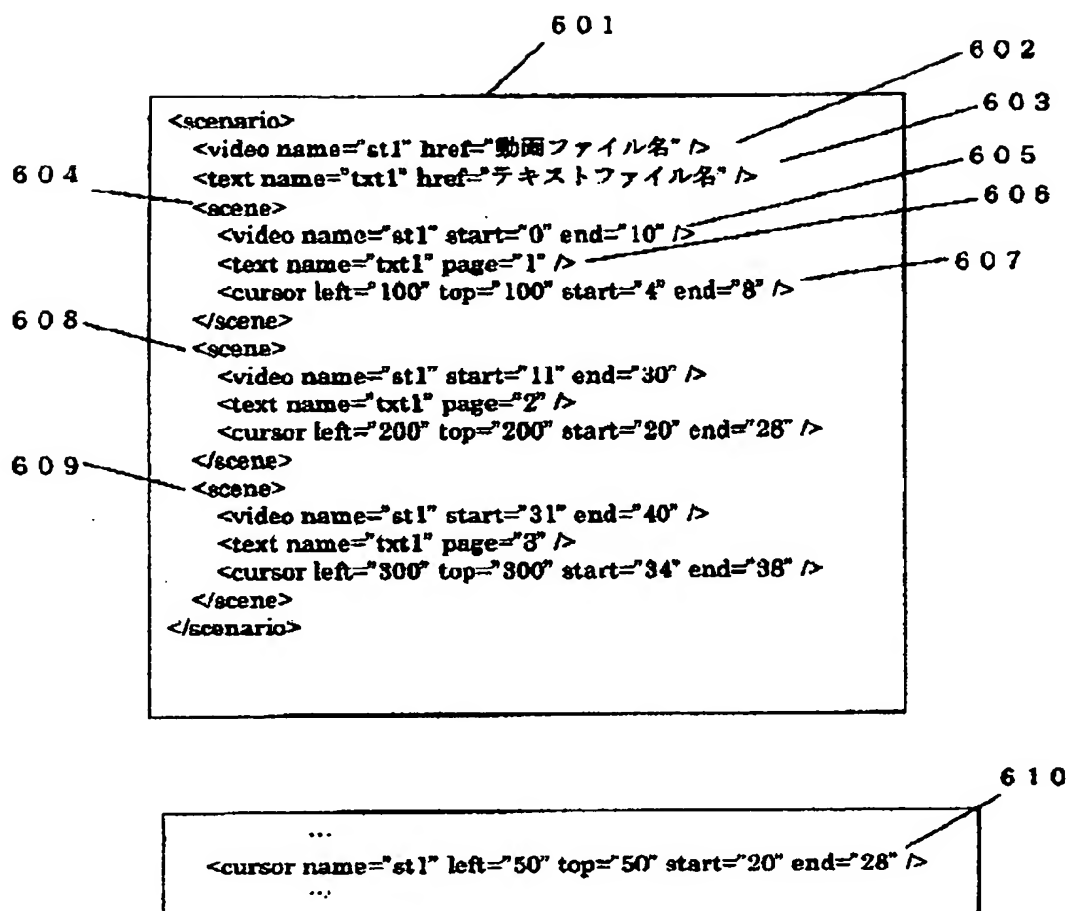 601
602
<scenario>
603
<video name="st1" href="動画ファイル名" />
605
604
<text name="txt1" href="テキストファイル名" />
606
<scene>
<video name="st1" start="0" end="10" />
<text name="txt1" page="1" />
607
<cursor left="100" top="100" start="4" end="8" />
</scene>
608
<scene>
<video name="st1" start="11" end="30" />
<text name="txt1" page="2" />
<cursor left="200" top="200" start="20" end="28" />
</scene>
609
<scene>
<video name="st1" start="31" end="40" />
<text name="txt1" page="3" />
<cursor left="300" top="300" start="34" end="38" />
</scene>
</scenario>
610
...
<cursor name="st1" left="50" top="50" start="20" end="28" />
...